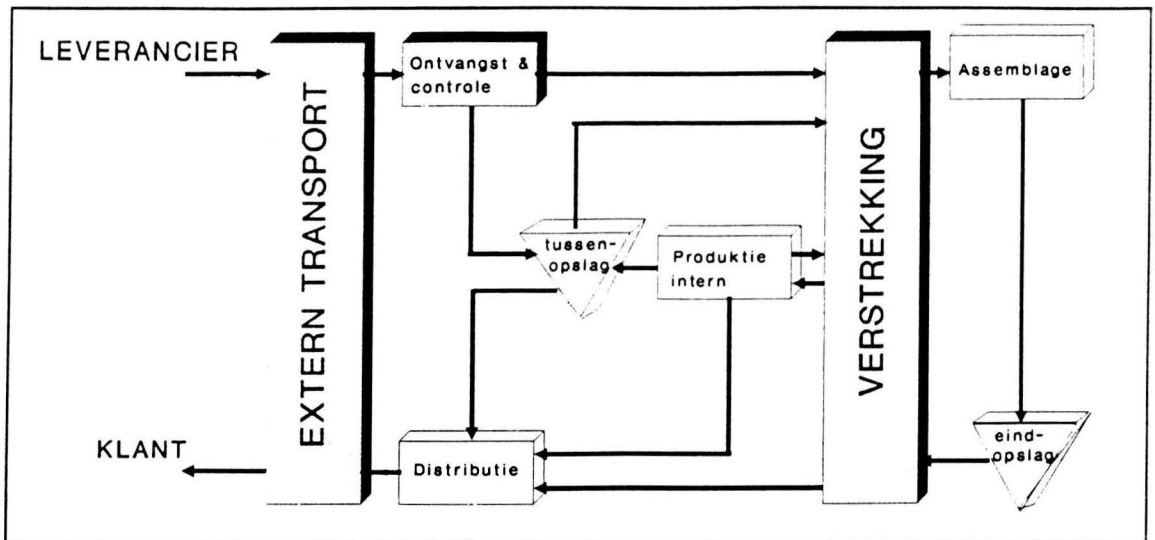 LEVERANCIER
EXTERN TRANSPORT
Ontvangst &
controle
VERSTREKKING
Assemblage
tussen-
opslag
Produktie
intern
KLANT
Distributie
eind-
opslag